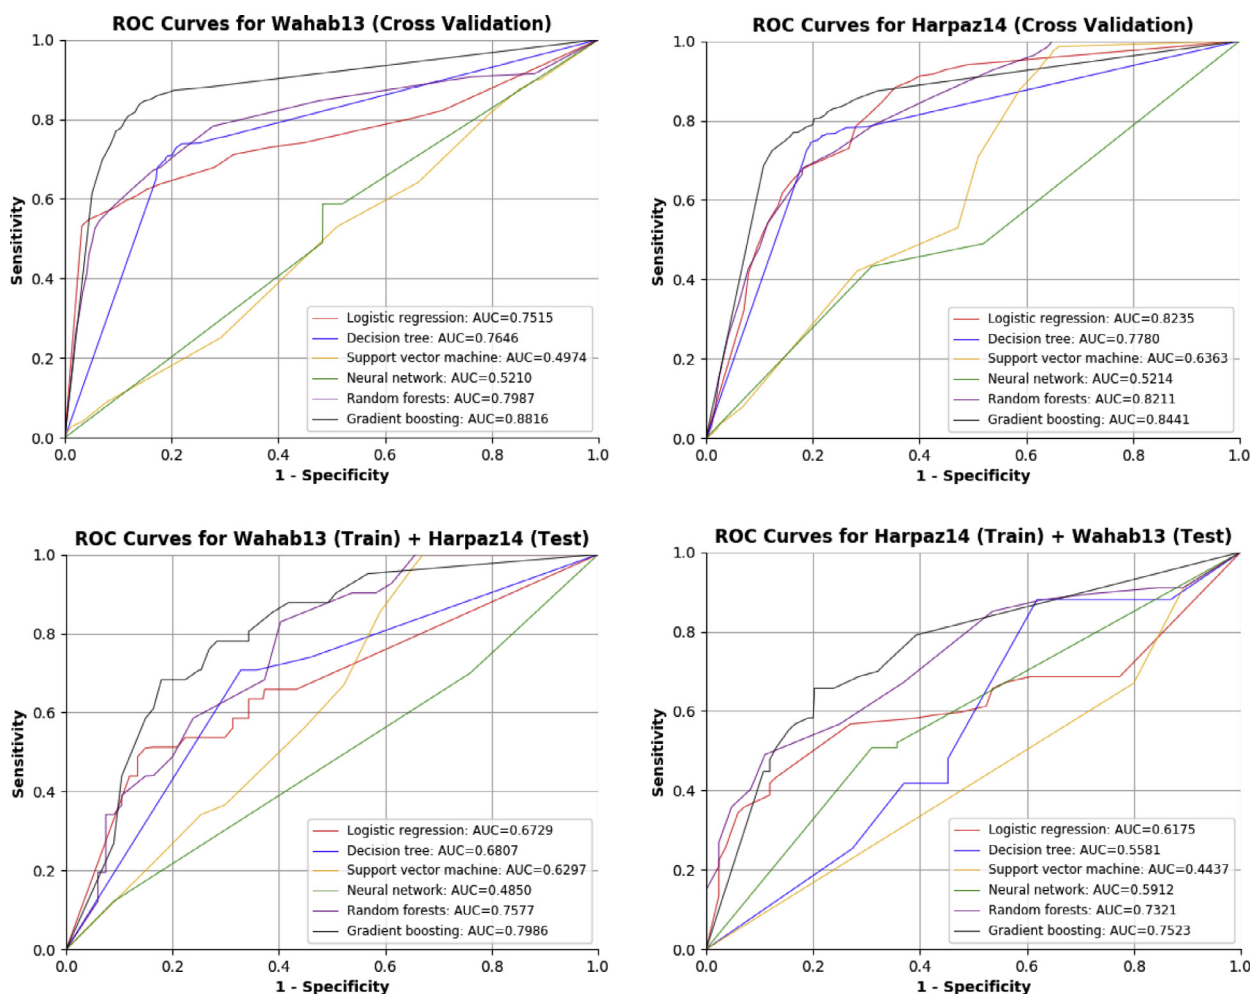 ROC Curves for Wahab13 (Cross Validation)
1.0
0.8
0.6
0.4
0.2
0.0
Sensitivity
Logistic regression: AUC=0.7515
Decision tree: AUC=0.7646
Support vector machine: AUC=0.4974
Neural network: AUC=0.5210
Random forests: AUC=0.7987
Gradient boosting: AUC=0.8816
0.0 0.2 0.4 0.6 0.8 1.0
1 - Specificity
ROC Curves for Harpaz14 (Cross Validation)
1.0
0.8
0.6
0.4
0.2
0.0
Sensitivity
Logistic regression: AUC=0.8235
Decision tree: AUC=0.7780
Support vector machine: AUC=0.6363
Neural network: AUC=0.5214
Random forests: AUC=0.8211
Gradient boosting: AUC=0.8441
0.0 0.2 0.4 0.6 0.8 1.0
1 - Specificity
ROC Curves for Wahab13 (Train) + Harpaz14 (Test)
1.0
0.8
0.6
0.4
0.2
0.0
Sensitivity
Logistic regression: AUC=0.6729
Decision tree: AUC=0.6807
Support vector machine: AUC=0.6297
Neural network: AUC=0.4850
Random forests: AUC=0.7577
Gradient boosting: AUC=0.7986
0.0 0.2 0.4 0.6 0.8 1.0
1 - Specificity
ROC Curves for Harpaz14 (Train) + Wahab13 (Test)
1.0
0.8
0.6
0.4
0.2
0.0
Sensitivity
Logistic regression: AUC=0.6175
Decision tree: AUC=0.5581
Support vector machine: AUC=0.4437
Neural network: AUC=0.5912
Random forests: AUC=0.7321
Gradient boosting: AUC=0.7523
0.0 0.2 0.4 0.6 0.8 1.0
1 - Specificity